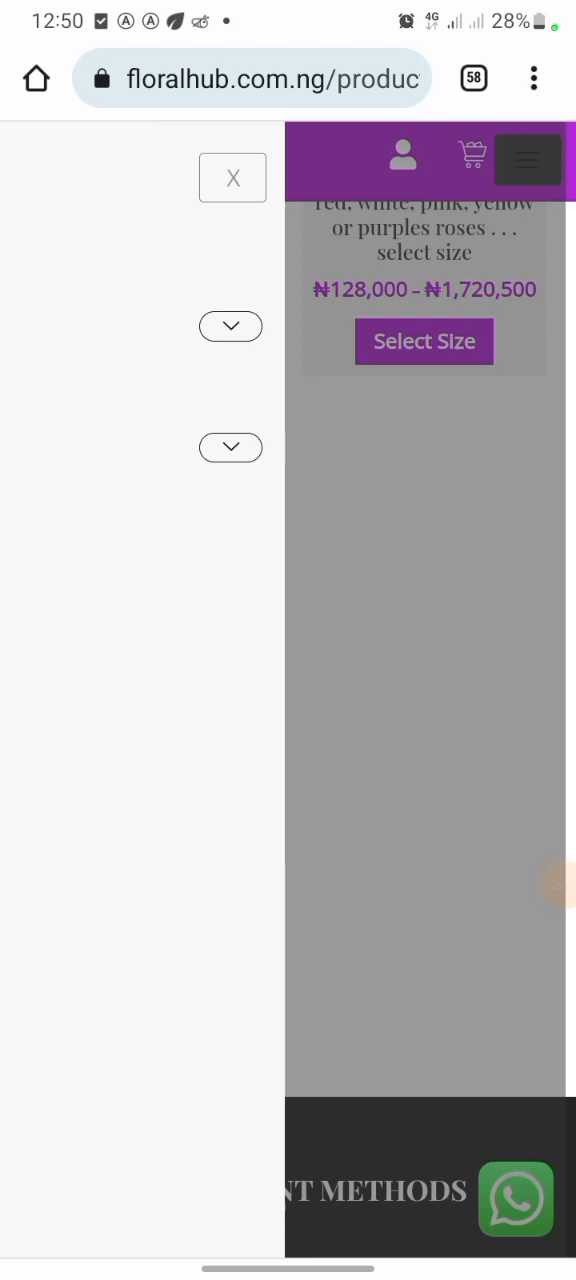 12:50 A A 4G 28%
floralhub.com.ng/produc 58
X
red, white, pink, yellow
or purples roses . . .
select size
₦128,000 – ₦1,720,500
Select Size
NT METHODS